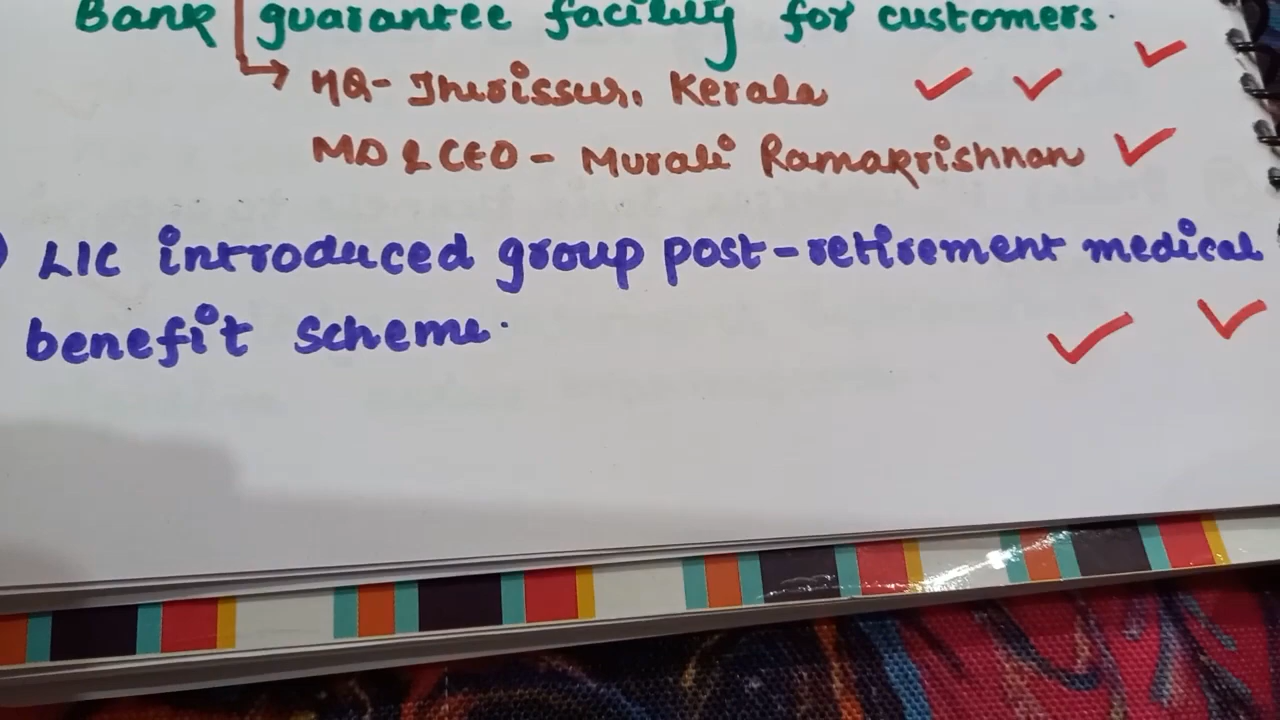 Bank guarantee facility for customers.
HQ- Thrissur, Kerala
MD & CEO - Murali Ramakrishnan
LIC introduced group post-retirement medical
benefit scheme.